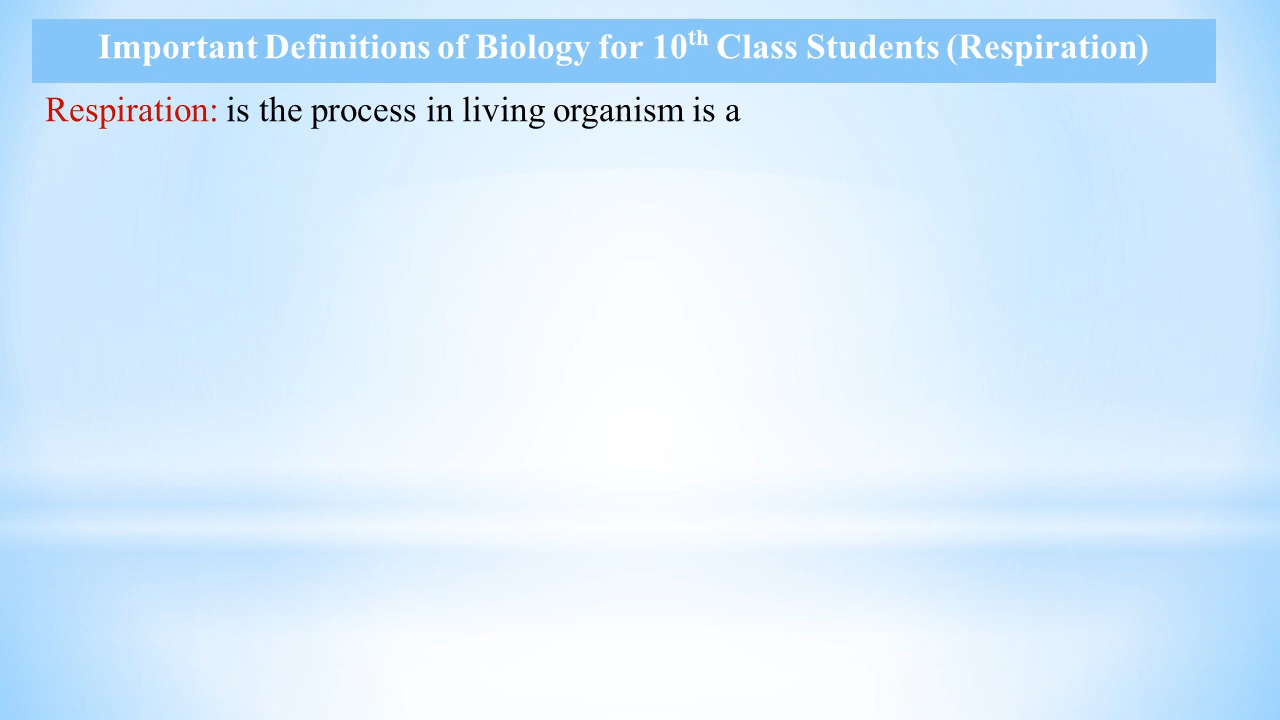 Important Definitions of Biology for 10th Class Students (Respiration)
Respiration: is the process in living organism is a